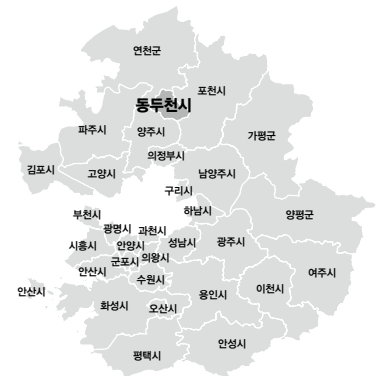 연천군
포천시
동두천시
파주시
양주시
가평군
의정부시
김포시
고양시
남양주시
구리시
하남시
양평군
부천시
광명시
과천시
시흥시
안양시
성남시
광주시
군포시
의왕시
안산시
수원시
여주시
안산시
화성시
오산시
용인시
이천시
평택시
안성시